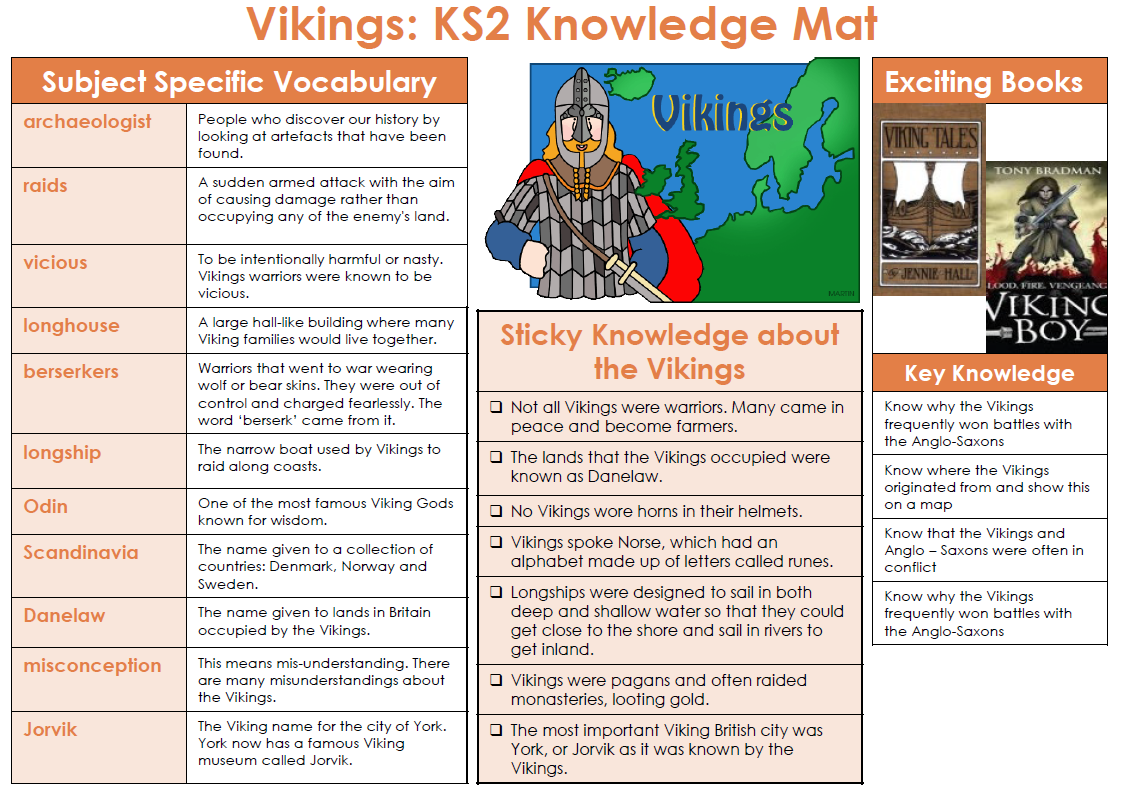 Vikings: KS2 Knowledge Mat
Subject Specific Vocabulary
archaeologist
People who discover our history by
looking at artefacts that have been
found.
raids
A sudden armed attack with the aim
of causing damage rather than
occupying any of the enemy's land.
vicious
To be intentionally harmful or nasty.
Vikings warriors were known to be
vicious.
longhouse
A large hall-like building where many
Viking families would live together.
berserkers
Warriors that went to war wearing
wolf or bear skins. They were out of
control and charged fearlessly. The
word ‘berserk’ came from it.
longship
The narrow boat used by Vikings to
raid along coasts.
Odin
One of the most famous Viking Gods
known for wisdom.
Scandinavia
The name given to a collection of
countries: Denmark, Norway and
Sweden.
Danelaw
The name given to lands in Britain
occupied by the Vikings.
misconception
This means mis-understanding. There
are many misunderstandings about
the Vikings.
Jorvik
The Viking name for the city of York.
York now has a famous Viking
museum called Jorvik.
Vikings
MARTIN
Sticky Knowledge about
the Vikings
Not all Vikings were warriors. Many came in
peace and become farmers.
The lands that the Vikings occupied were
known as Danelaw.
No Vikings wore horns in their helmets.
Vikings spoke Norse, which had an
alphabet made up of letters called runes.
Longships were designed to sail in both
deep and shallow water so that they could
get close to the shore and sail in rivers to
get inland.
Vikings were pagans and often raided
monasteries, looting gold.
The most important Viking British city was
York, or Jorvik as it was known by the
Vikings.
Exciting Books
VIKING TALES
BY JENNIE HALL
TONY BRADMAN
LOOD, FIRE, VENGEANC
VIKING
BOY
Key Knowledge
Know why the Vikings
frequently won battles with
the Anglo-Saxons
Know where the Vikings
originated from and show this
on a map
Know that the Vikings and
Anglo – Saxons were often in
conflict
Know why the Vikings
frequently won battles with
the Anglo-Saxons